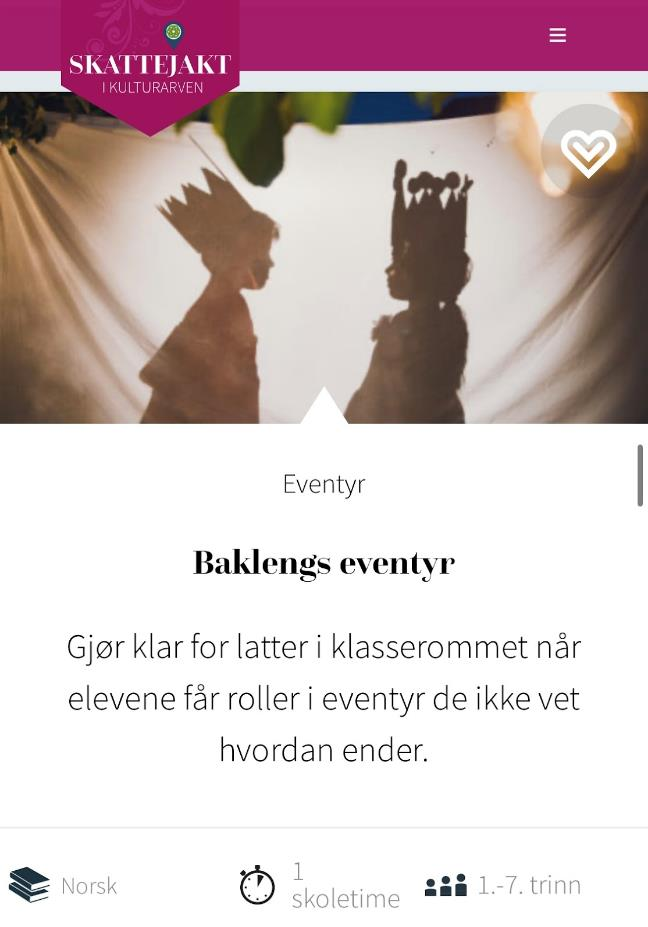 SKATTEJAKT
I KULTURARVEN
Eventyr
Baklengs eventyr
Gjør klar for latter i klasserommet når
elevene får roller i eventyr de ikke vet
hvordan ender.
Norsk
1
skoletime
1.-7. trinn